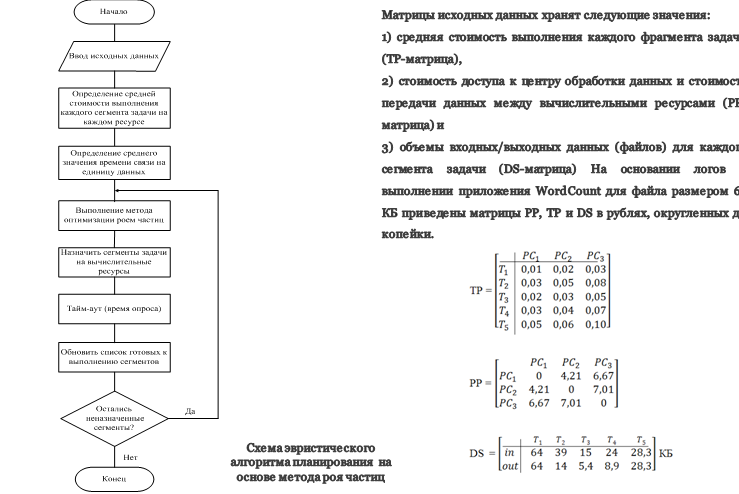 Начало
Ввод исходных данных
Определение средней
стоимости выполнения
каждого сегмента задачи на
каждом ресурсе
Определение среднего
значения времени связи на
единицу данных
Выполнение метода
оптимизации роем частиц
Назначить сегменты задачи
на вычислительные
ресурсы
Тайм-аут (время опроса)
Обновить список готовых к
выполнению сегментов
Остались
неназначенные
сегменты?
Да
Нет
Конец
Схема эвристического
алгоритма планирования на
основе метода роя частиц
Матрицы исходных данных хранят следующие значения:
1) средняя стоимость выполнения каждого фрагмента задач
(ТР-матрица),
2) стоимость доступа к центру обработки данных и стоимост
передачи данных между вычислительными ресурсами (РР
матрица) и
3) объемы входных/выходных данных (файлов) для каждог
сегмента задачи (DS-матрица) На основании логов
выполнении приложения WordCount для файла размером 6
КБ приведены матрицы РР, ТР и DS в рублях, округленных д
копейки.
PC₁ PC₂ PC₃
T₁ 0,01 0,02 0,03
T₂ 0,03 0,05 0,08
TP = T₃ 0,02 0,03 0,05
T₄ 0,03 0,04 0,07
T₅ 0,05 0,06 0,10
PC₁ PC₂ PC₃
PC₁ 0 4,21 6,67
PP = PC₂ 4,21 0 7,01
PC₃ 6,67 7,01 0
T₁ T₂ T₃ T₄ T₅
DS = in 64 39 15 24 28,3 КБ
out 64 14 5,4 8,9 28,3